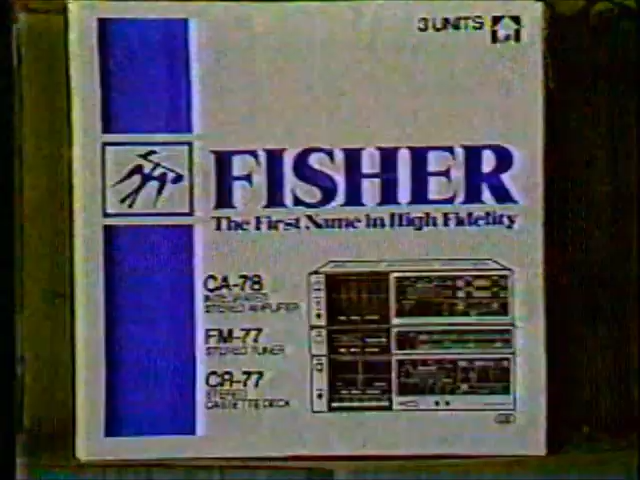 3 UNITS
FISHER
The First Name in High Fidelity
CA-78
INTEGRATED
STEREO AMPLIFIER
FM-77
STEREO TUNER
CR-77
STEREO
CASSETTE DECK